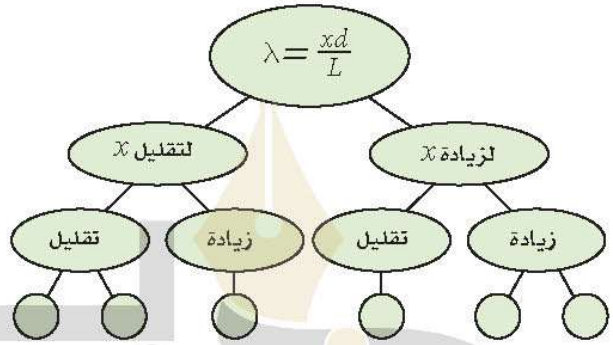 λ = xd/L
لزيادة x
لتقليل x
زيادة
تقليل
زيادة
تقليل